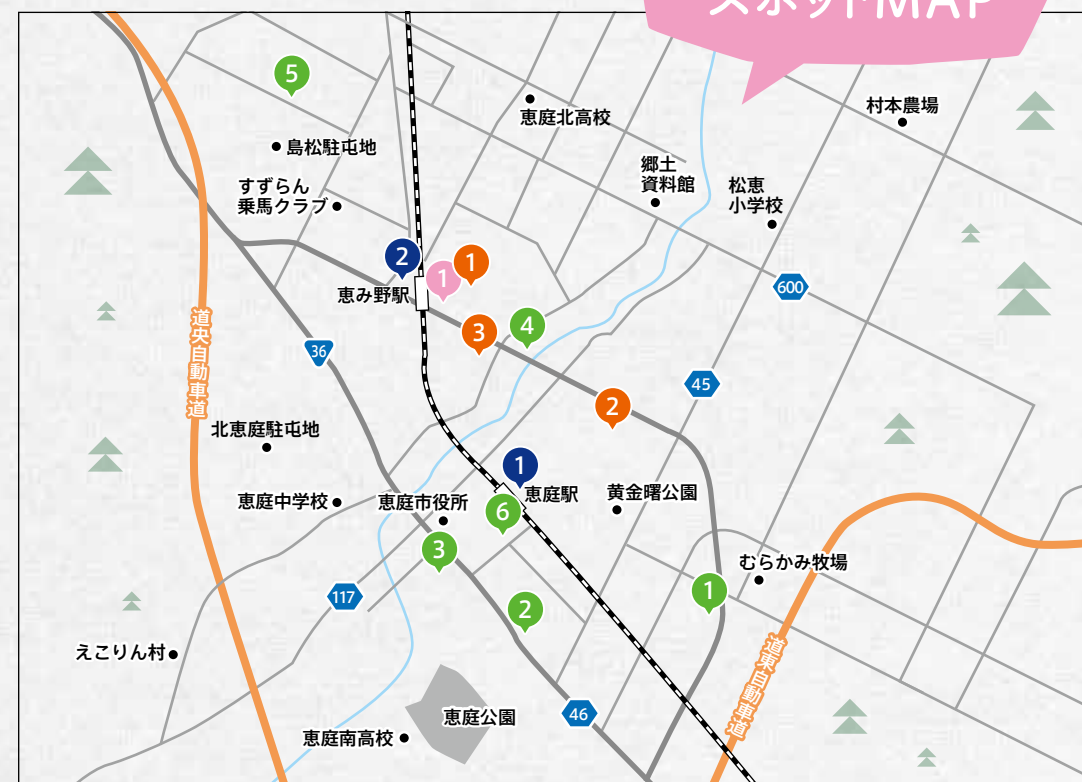 スポットMAP
5
恵庭北高校
村本農場
島松駐屯地
郷土
資料館
松恵
小学校
すずらん
乗馬クラブ
2
1
1
恵み野駅
600
3
4
道央自動車道
36
45
2
北恵庭駐屯地
1
恵庭駅
黄金曜公園
恵庭中学校
恵庭市役所
6
3
むらかみ牧場
117
2
1
えこりん村
道東自動車道
恵庭公園
46
恵庭南高校